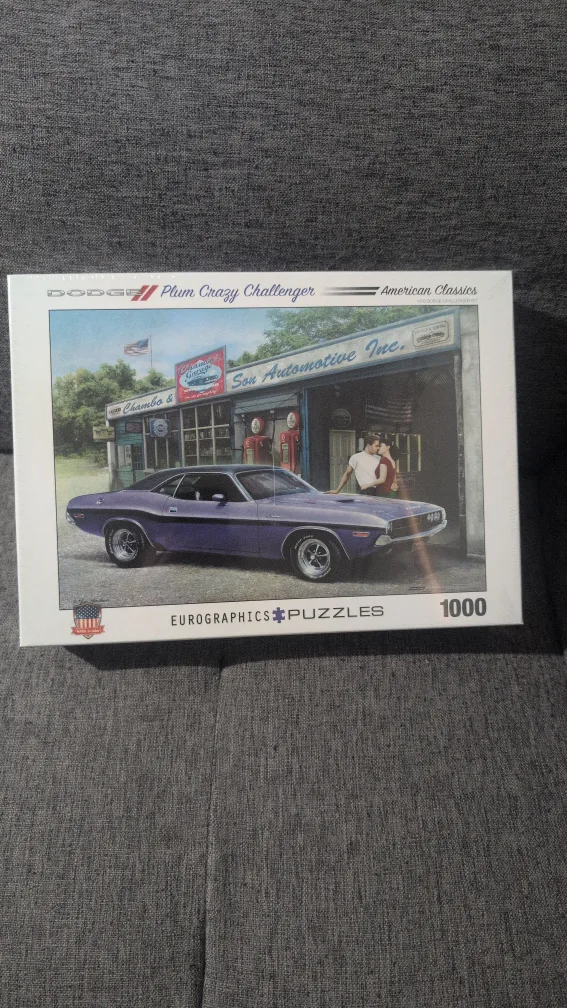 DODGE Plum Crazy Challenger American Classics
Chambo & Son Automotive Inc.
EUROGRAPHICS PUZZLES 1000